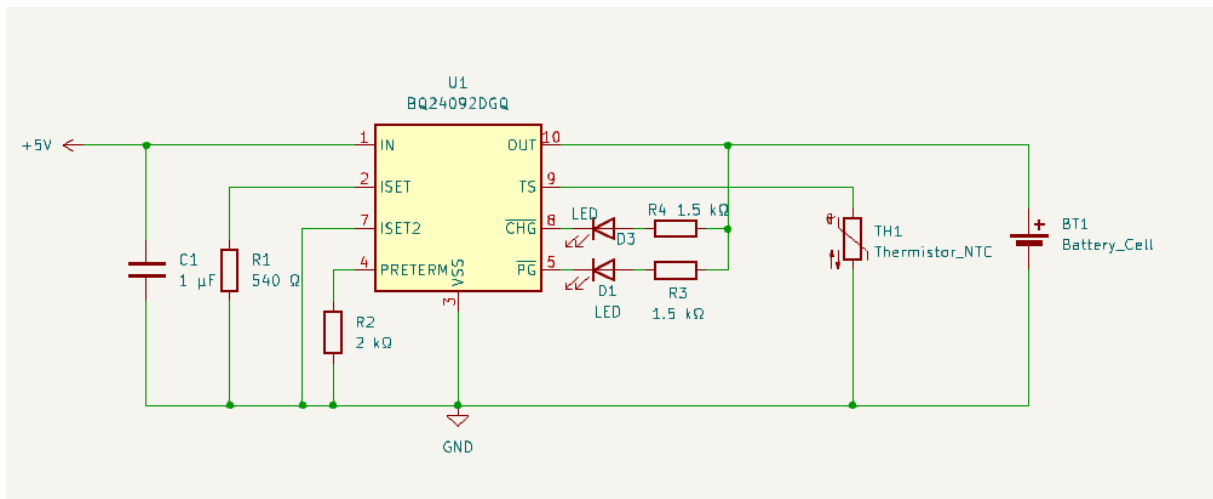 U1
BQ24092DGQ
+5V
1 IN
OUT 10
2 ISET
TS 9
7 ISET2
CHG 8
4 PRETERM
PG 5
VSS
3
C1
1 µF
R1
540 Ω
R2
2 kΩ
LED
D3
R4 1.5 kΩ
D1
LED
R3
1.5 kΩ
TH1
Thermistor_NTC
+
BT1
Battery_Cell
GND